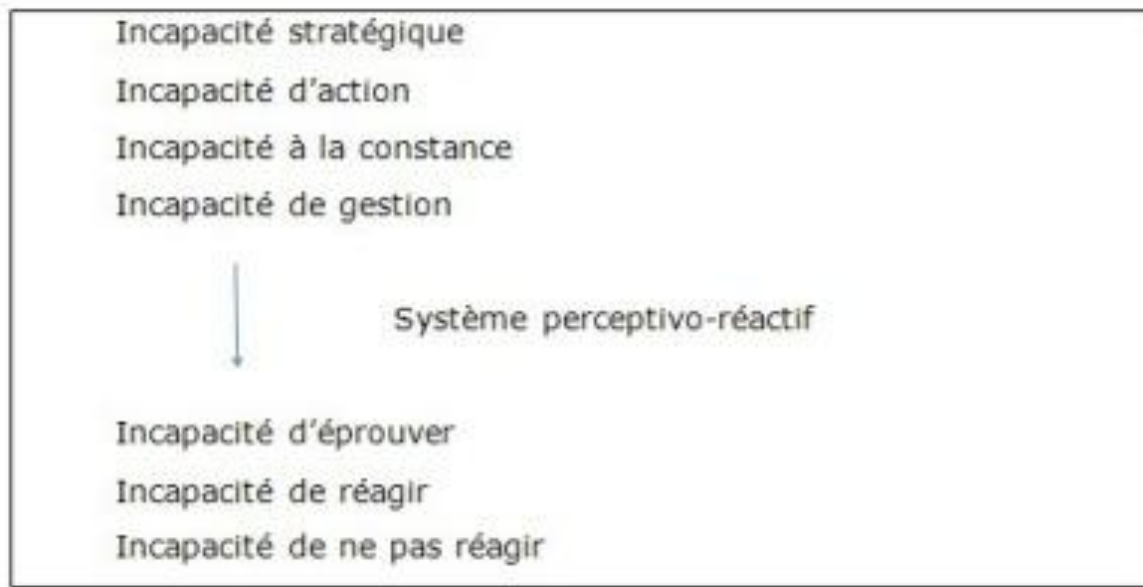 Incapacité stratégique
Incapacité d'action
Incapacité à la constance
Incapacité de gestion
Système perceptivo-réactif
Incapacité d'éprouver
Incapacité de réagir
Incapacité de ne pas réagir